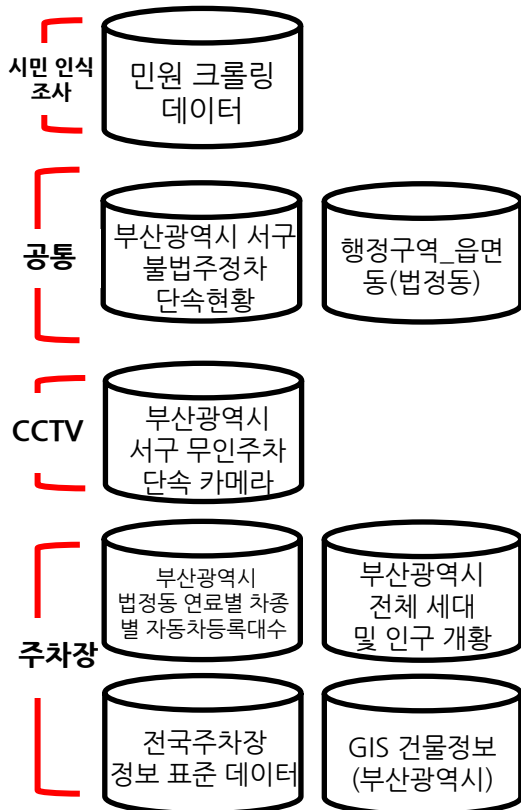 시민 인식
조사
민원 크롤링
데이터
공통
부산광역시 서구
불법주정차
단속현황
행정구역_읍면
동(법정동)
CCTV
부산광역시
서구 무인주차
단속 카메라
주차장
부산광역시
법정동 연료별 차종
별 자동차등록대수
부산광역시
전체 세대
및 인구 개황
전국주차장
정보 표준 데이터
GIS 건물정보
(부산광역시)